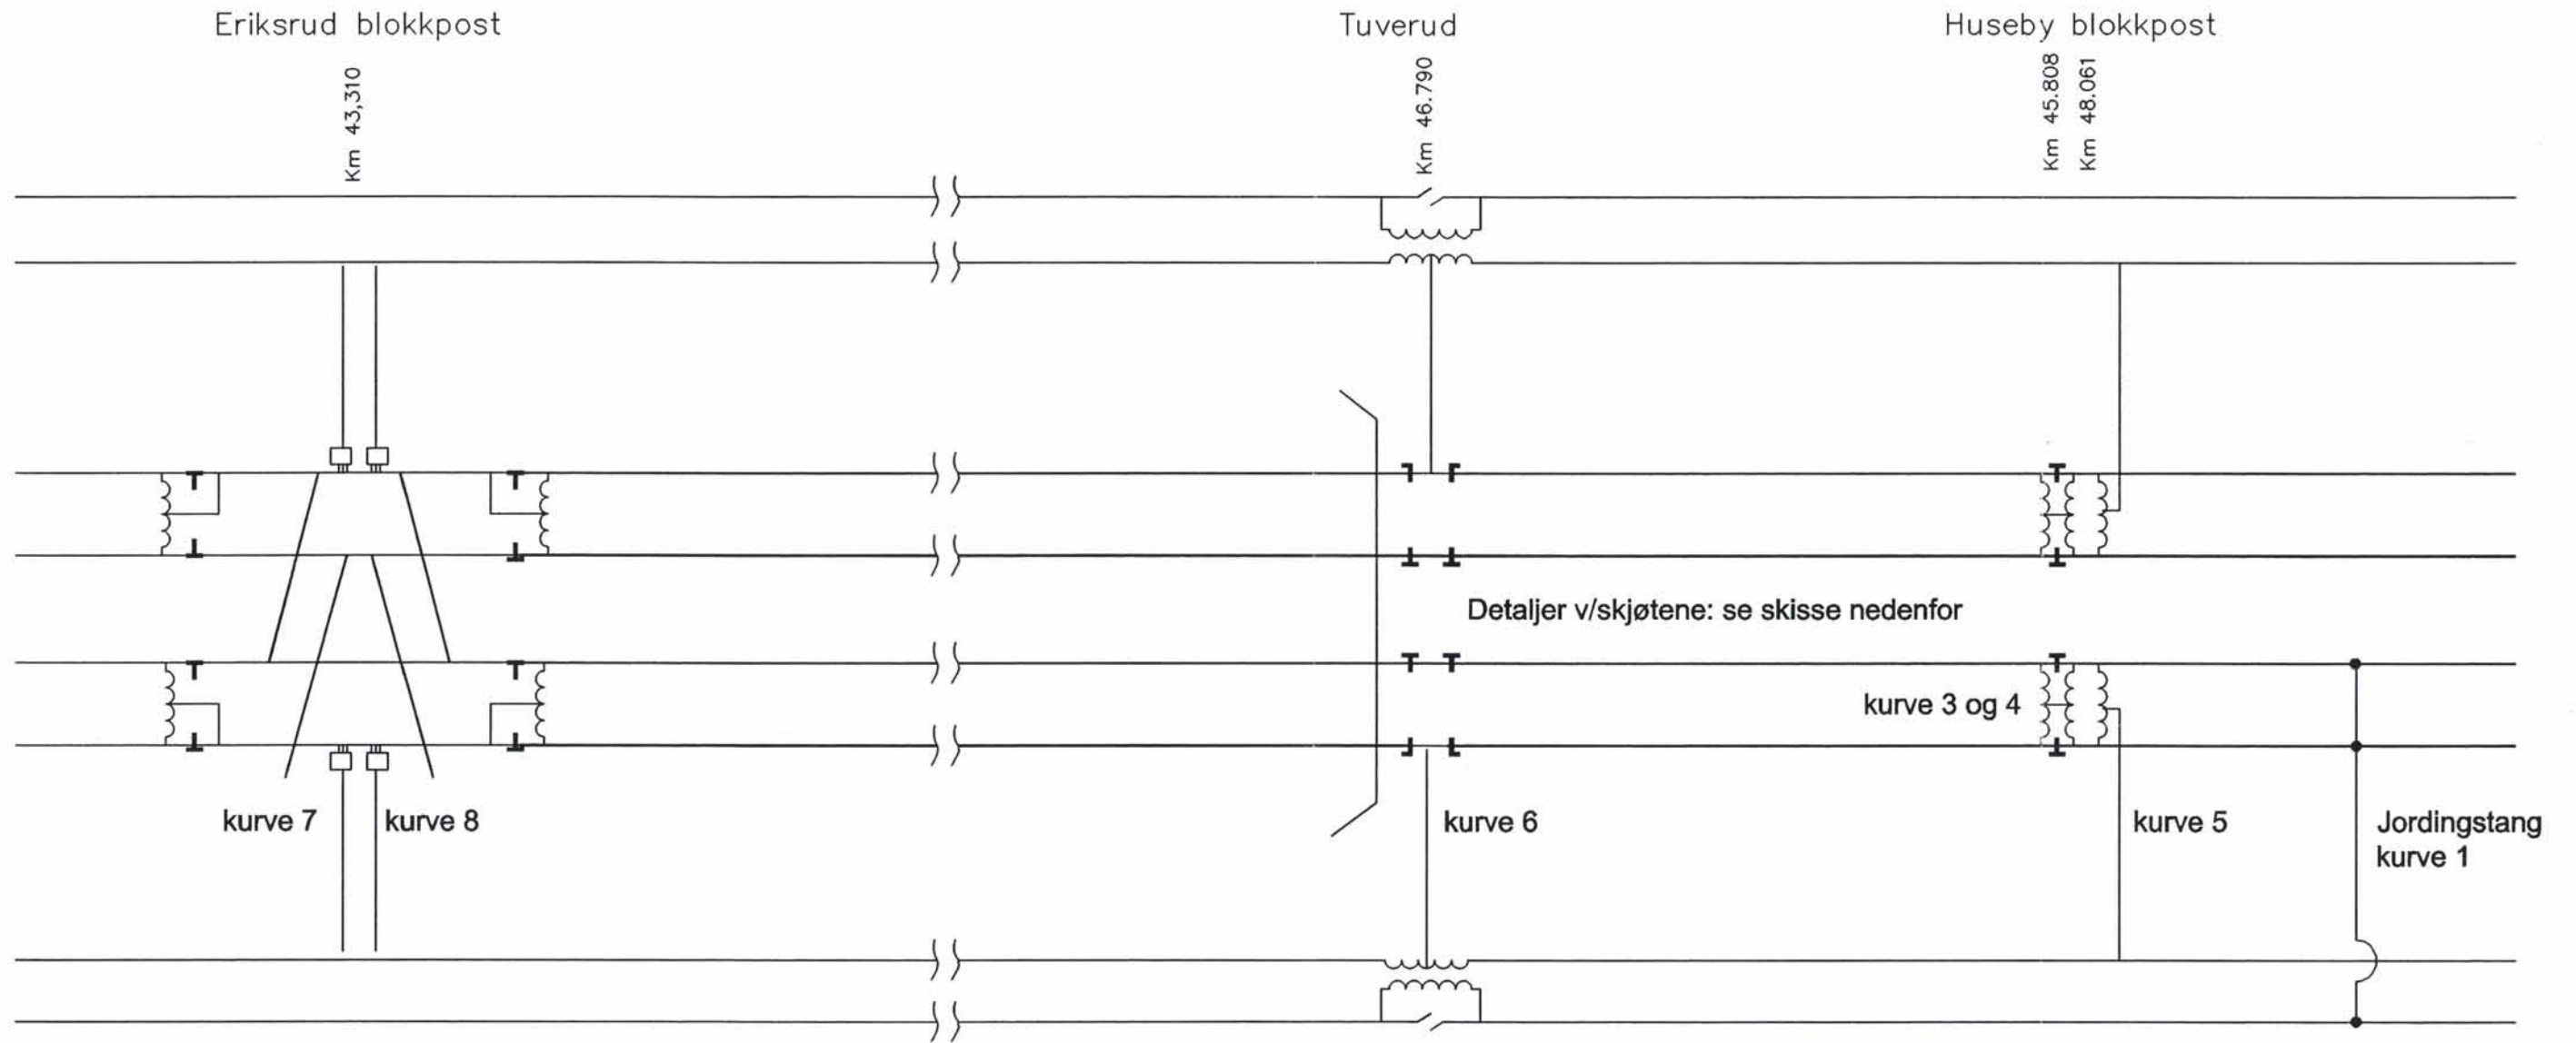 Eriksrud blokkpost
Tuverud
Huseby blokkpost
Km 43,310
Km 46.790
Km 45.808
Km 48.061
Detaljer v/skjøtene: se skisse nedenfor
kurve 3 og 4
kurve 7
kurve 8
kurve 6
kurve 5
Jordingstang
kurve 1